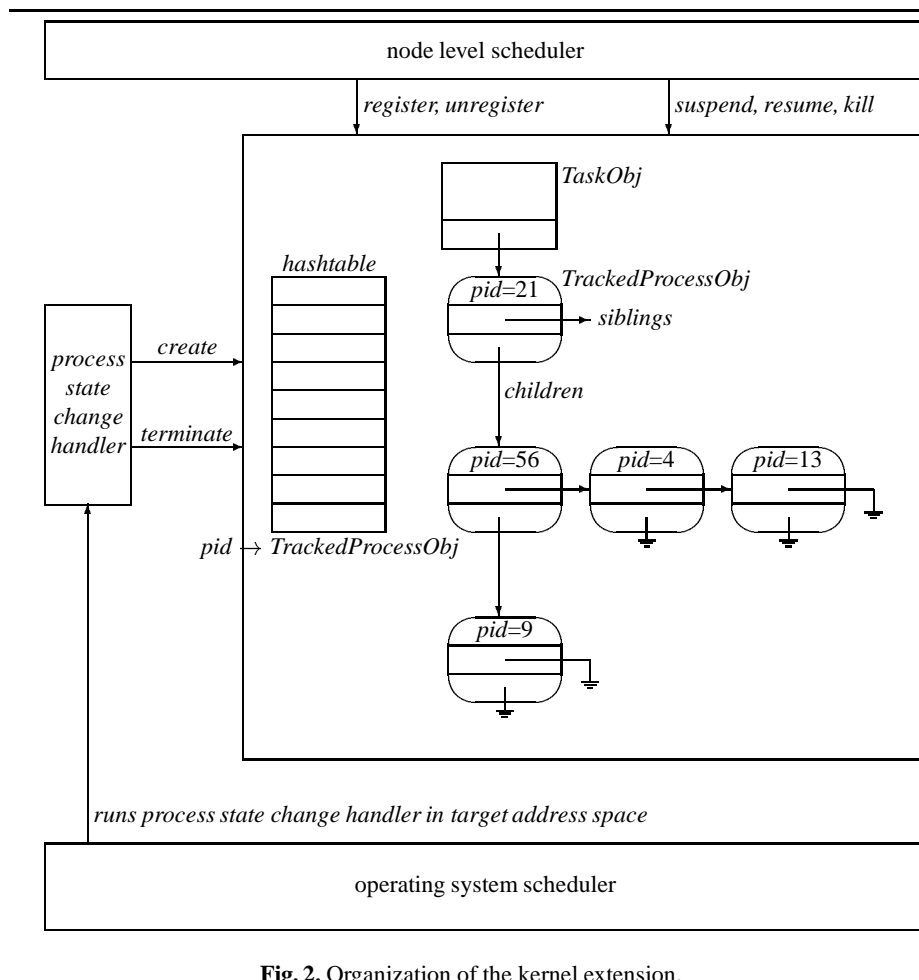 node level scheduler
register, unregister
suspend, resume, kill
TaskObj
hashtable
pid=21
TrackedProcessObj
siblings
process
state
change
handler
create
terminate
children
pid=56
pid=4
pid=13
pid → TrackedProcessObj
pid=9
runs process state change handler in target address space
operating system scheduler
Fig. 2. Organization of the kernel extension.